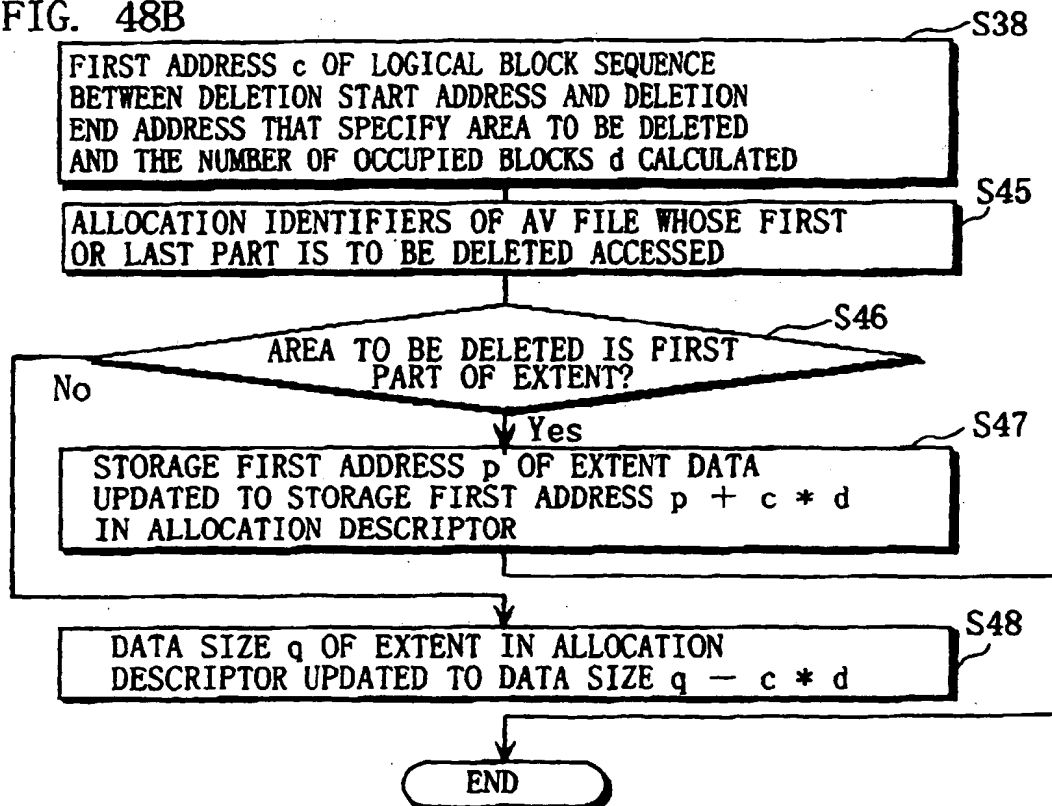 FIG. 48B
S38
FIRST ADDRESS c OF LOGICAL BLOCK SEQUENCE
BETWEEN DELETION START ADDRESS AND DELETION
END ADDRESS THAT SPECIFY AREA TO BE DELETED
AND THE NUMBER OF OCCUPIED BLOCKS d CALCULATED
S45
ALLOCATION IDENTIFIERS OF AV FILE WHOSE FIRST
OR LAST PART IS TO BE DELETED ACCESSED
S46
AREA TO BE DELETED IS FIRST
PART OF EXTENT?
No
Yes
S47
STORAGE FIRST ADDRESS p OF EXTENT DATA
UPDATED TO STORAGE FIRST ADDRESS p + c * d
IN ALLOCATION DESCRIPTOR
S48
DATA SIZE q OF EXTENT IN ALLOCATION
DESCRIPTOR UPDATED TO DATA SIZE q — c * d
END